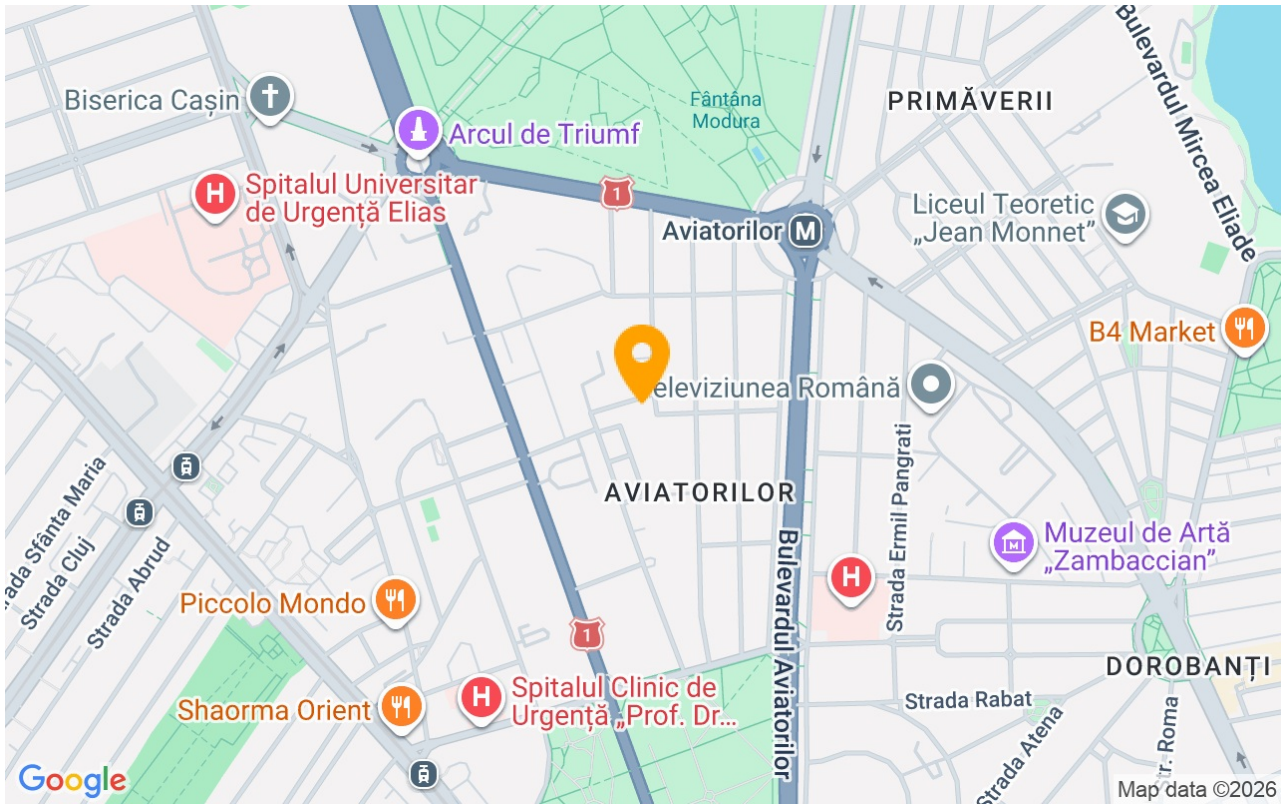 Bulevardul Mircea Eliade
PRIMĂVERII
Fântâna
Modura
Biserica Cașin
Arcul de Triumf
1
H
Spitalul Universitar
de Urgență Elias
Aviatorilor
M
Liceul Teoretic
„Jean Monnet”
B4 Market
eleviziunea Română
AVIATORILOR
Strada Ermil Pangrati
Bulevardul Aviatorilor
Muzeul de Artă
„Zambaccian”
M
H
rada Sfânta Maria
Strada Cluj
Strada Abrud
Piccolo Mondo
1
DOROBANȚI
Shaorma Orient
H
Spitalul Clinic de
Urgență „Prof. Dr...
Strada Rabat
Strada Atena
Str. Roma
Google
Map data ©2026